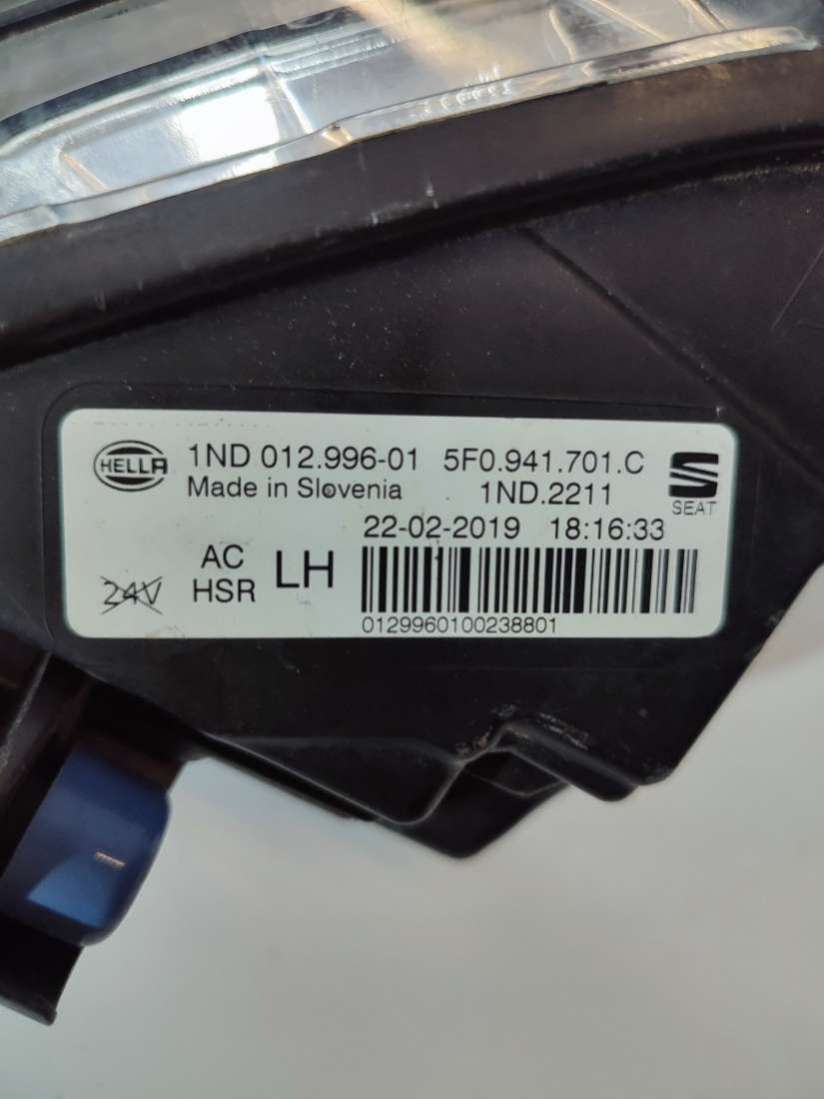 HELLA 1ND 012.996-01 5F0.941.701.C
Made in Slovenia 1ND.2211
SEAT
22-02-2019 18:16:33
AC
24V HSR LH
0129960100238801